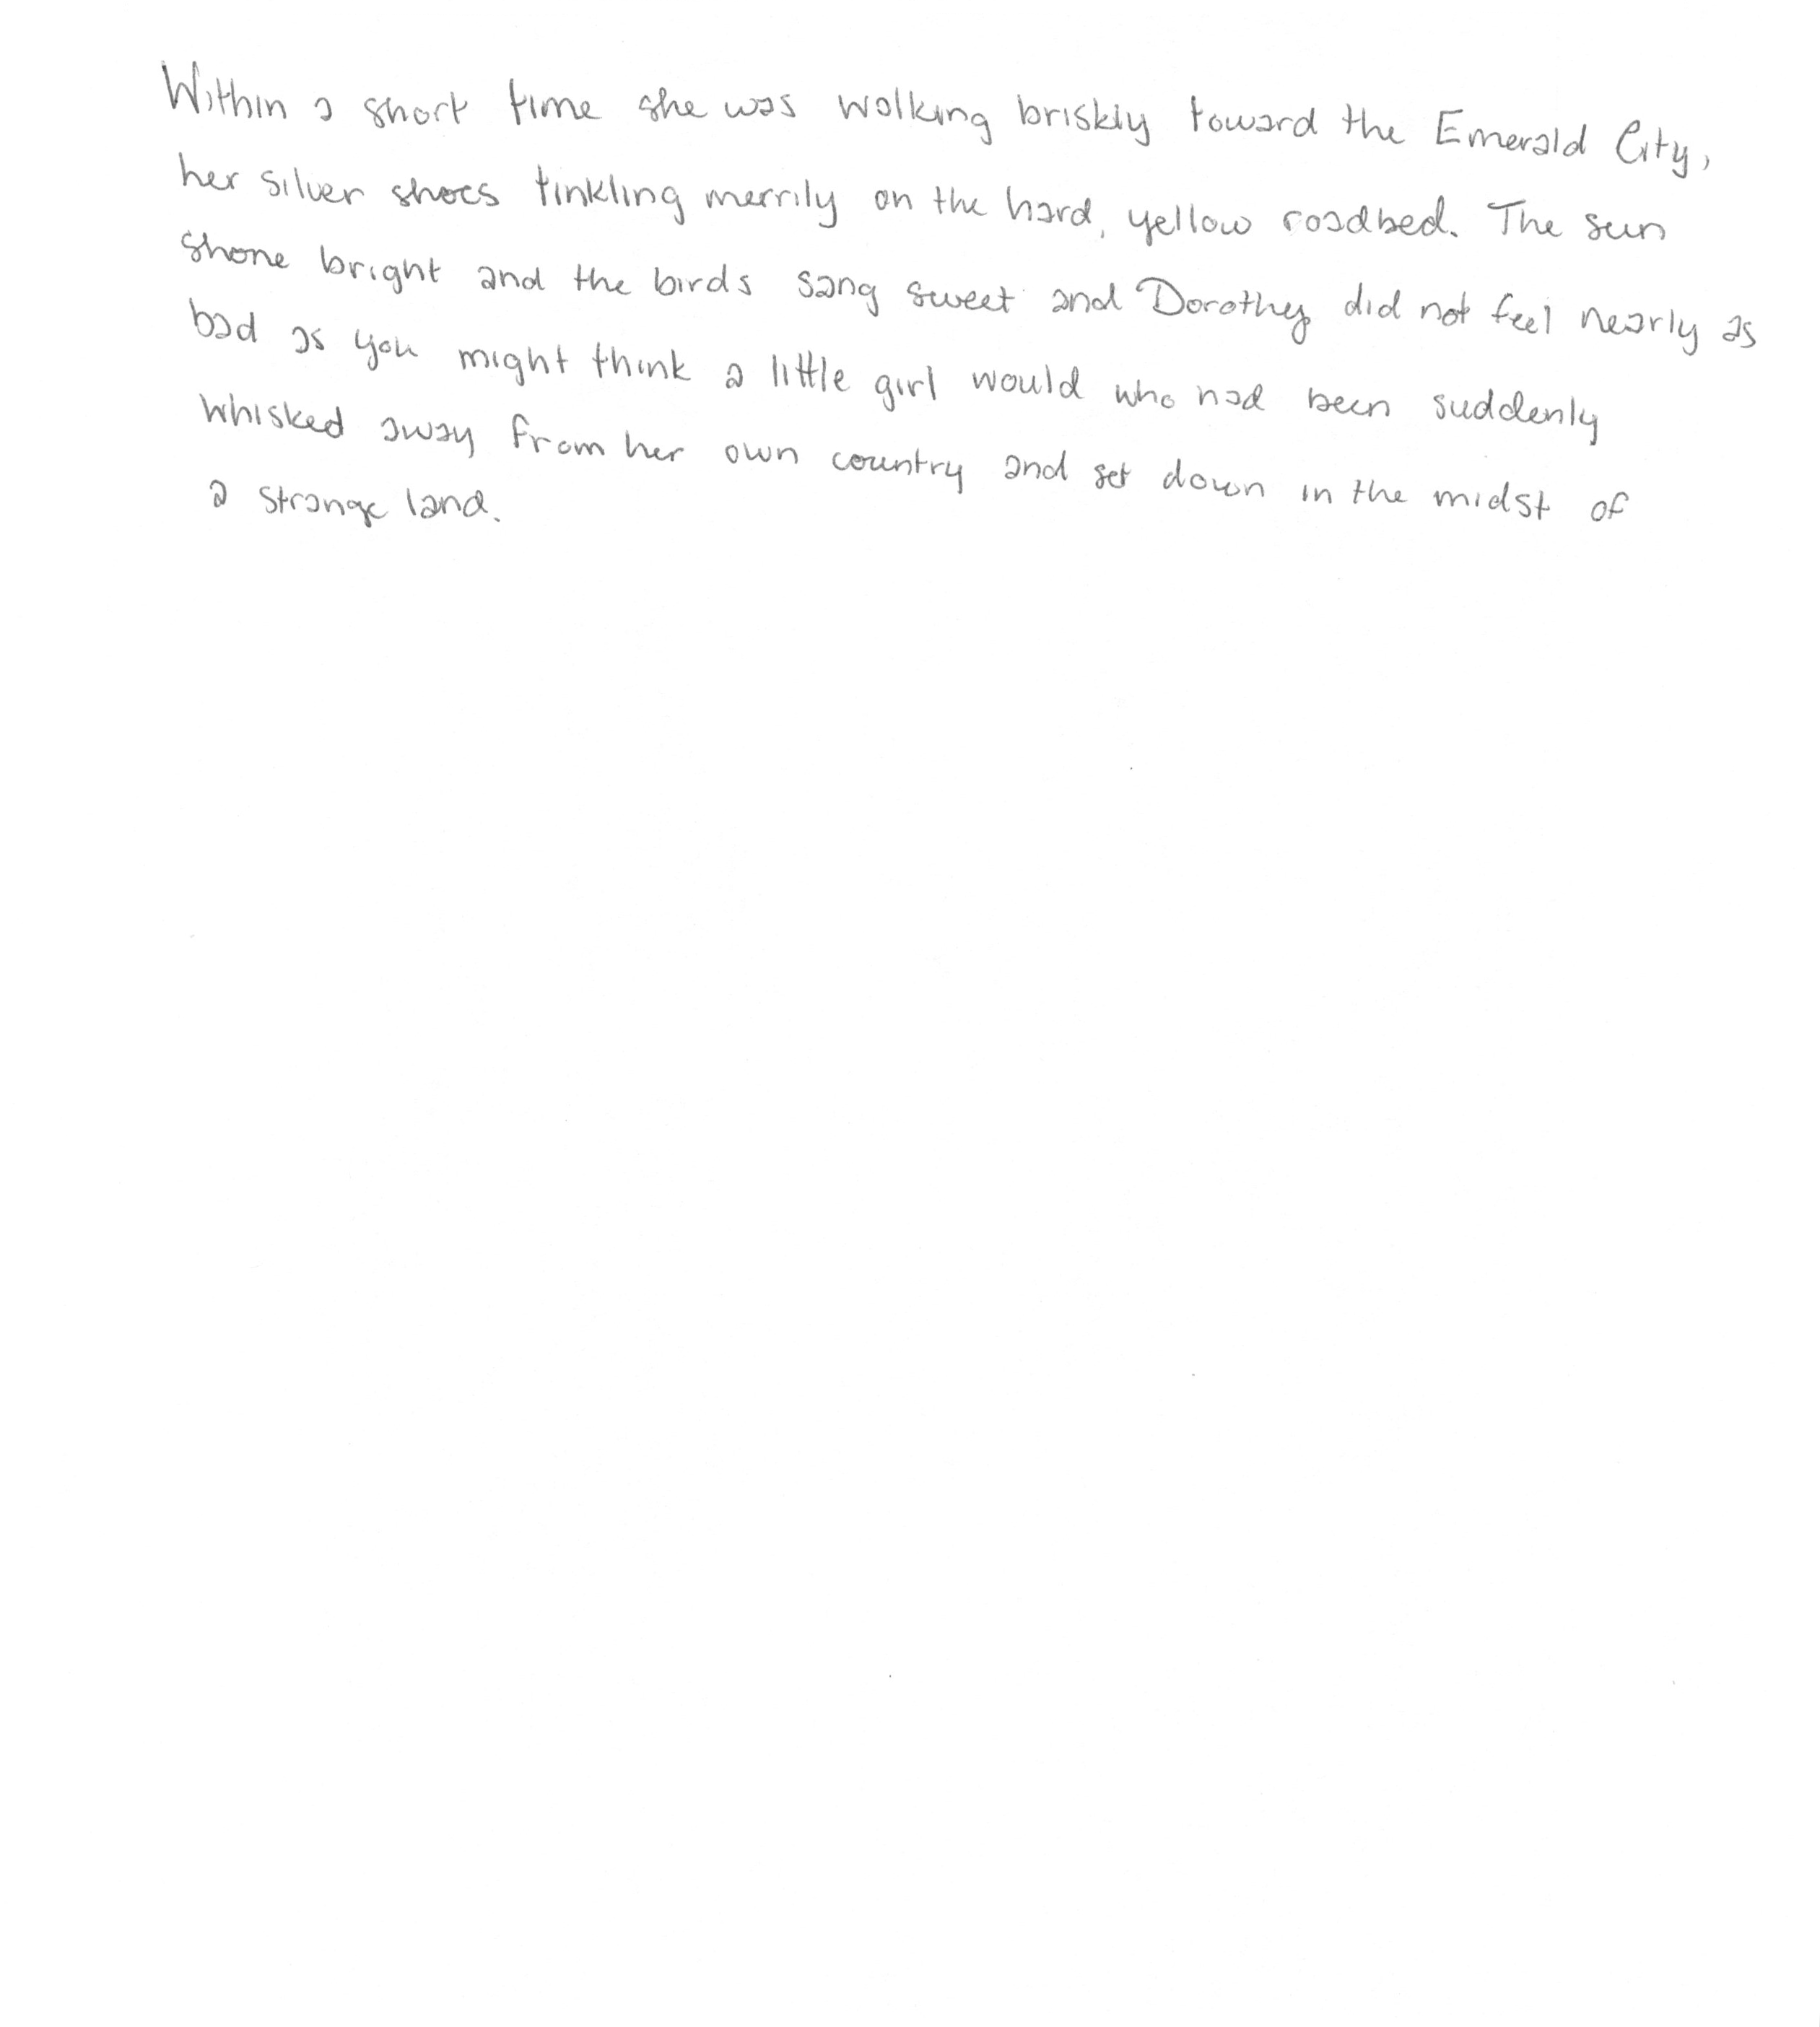 Within a short time she was walking briskly toward the Emerald City,
her silver shoes tinkling merrily on the hard, yellow roadbed. The sun
shone bright and the birds sang sweet and Dorothy did not feel nearly as
bad as you might think a little girl would who had been suddenly
whisked away from her own country and set down in the midst of
a strange land.